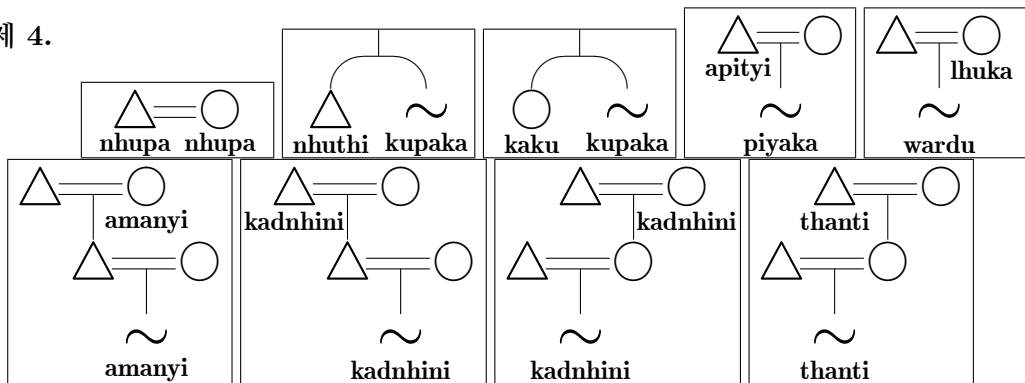 제 4.
apityi
lhuka
nhupa nhupa
nhuthi kupaka
kaku kupaka
piyaka
wardu
amanyi
kadnhini
kadnhini
thanti
amanyi
kadnhini
kadnhini
thanti